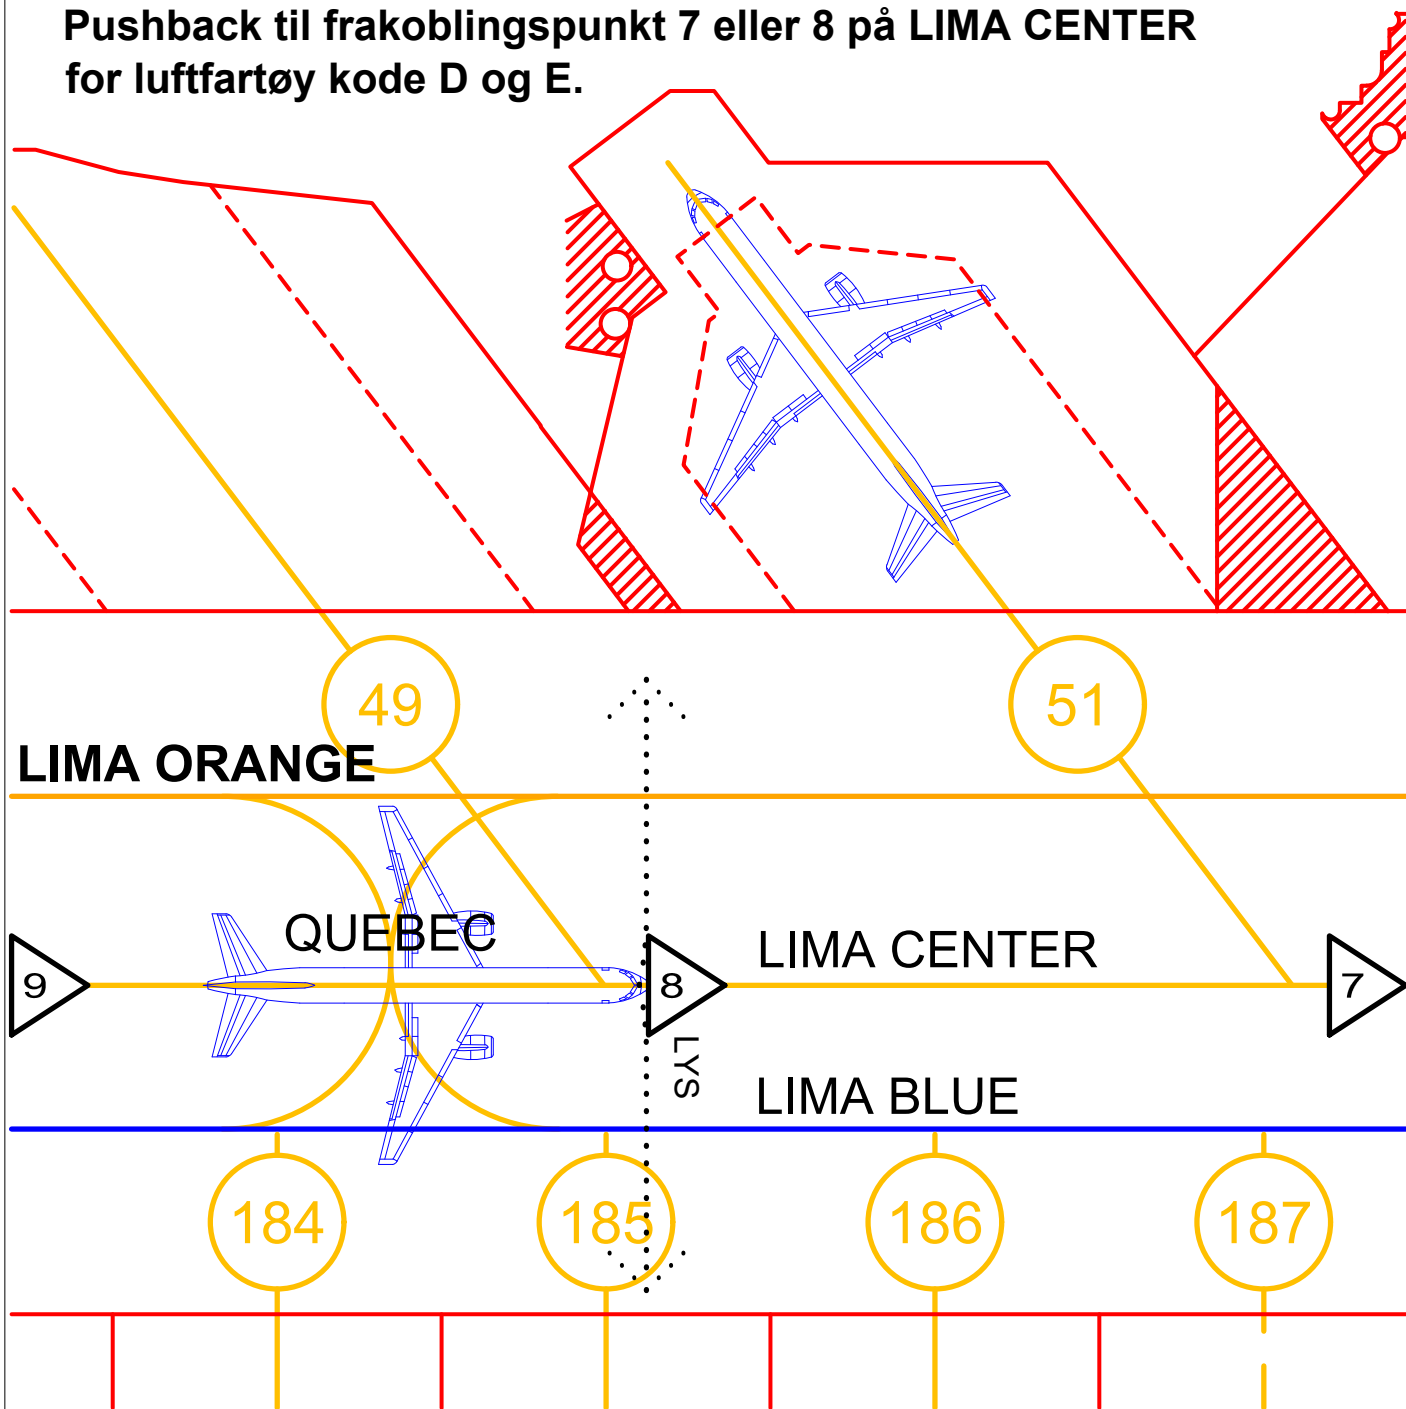 Pushback til frakoblingspunkt 7 eller 8 på LIMA CENTER
for luftfartøy kode D og E.
49
51
LIMA ORANGE
QUEBEC
LIMA CENTER
9
8
7
LYS
LIMA BLUE
184
185
186
187